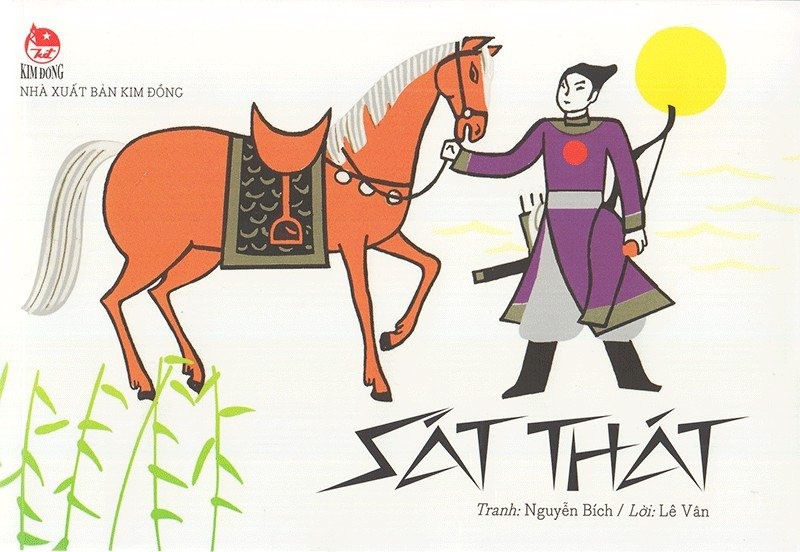 KIM ĐỒNG
NHÀ XUẤT BẢN KIM ĐỒNG
SÁT THÁT
Tranh: Nguyễn Bích / Lời: Lê Vân